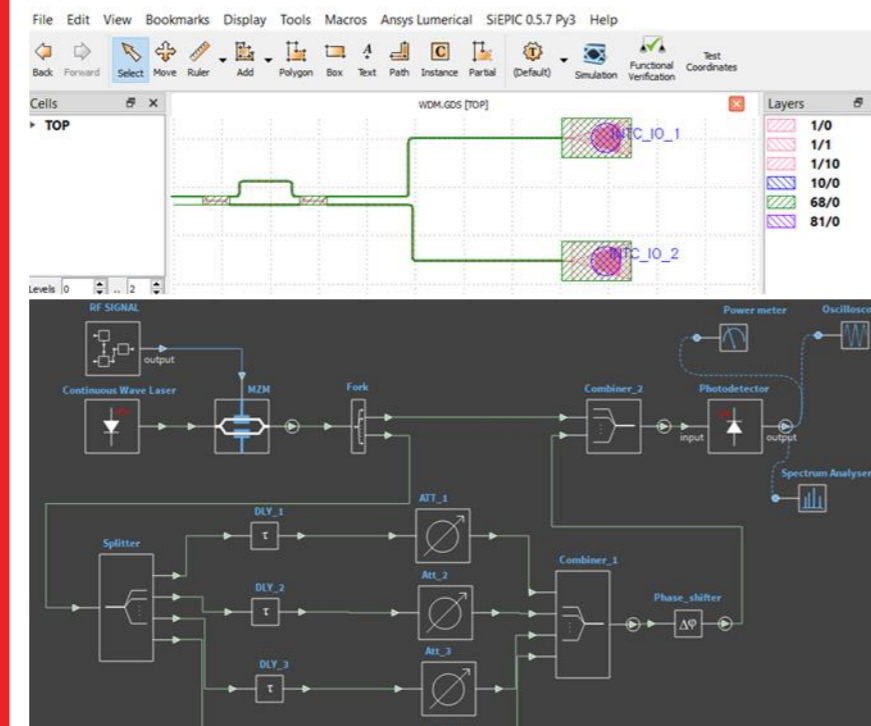 File Edit View Bookmarks Display Tools Macros Ansys Lumerical SiEPIC 0.5.7 Py3 Help
Back Forward Select Move Ruler Add Polygon Box Text Path Instance Partial (Default) Simulation Functional Verification Test Coordinates
Cells
WDM.GDS [TOP]
Layers
TOP
INTC_IO_1
INTC_IO_2
1/0
1/1
1/10
10/0
68/0
81/0
Levels 0 .. 2
RF SIGNAL
output
Power meter
Continuous Wave Laser
MZM
Fork
Combiner_2
Photodetector
input
output
Spectrum Analyser
DLY_1
ATT_1
Splitter
τ
Combiner_1
DLY_2
Att_2
τ
Phase_shifter
Δφ
DLY_3
Att_3
τ